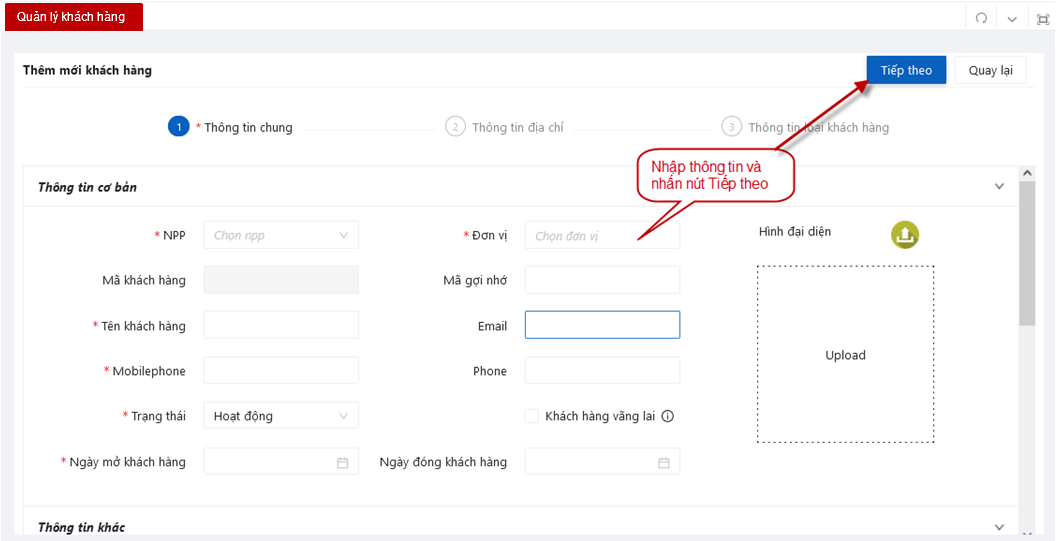 Quản lý khách hàng
Thêm mới khách hàng
Tiếp theo
Quay lại
1 * Thông tin chung
2 Thông tin địa chỉ
3 Thông tin loại khách hàng
Nhập thông tin và
nhấn nút Tiếp theo
Thông tin cơ bản
* NPP Chọn npp
* Đơn vị Chọn đơn vị
Hình đại diện
Mã khách hàng
Mã gợi nhớ
* Tên khách hàng
Email
Upload
* Mobilephone
Phone
* Trạng thái Hoạt động
Khách hàng vãng lai
* Ngày mở khách hàng
Ngày đóng khách hàng
Thông tin khác